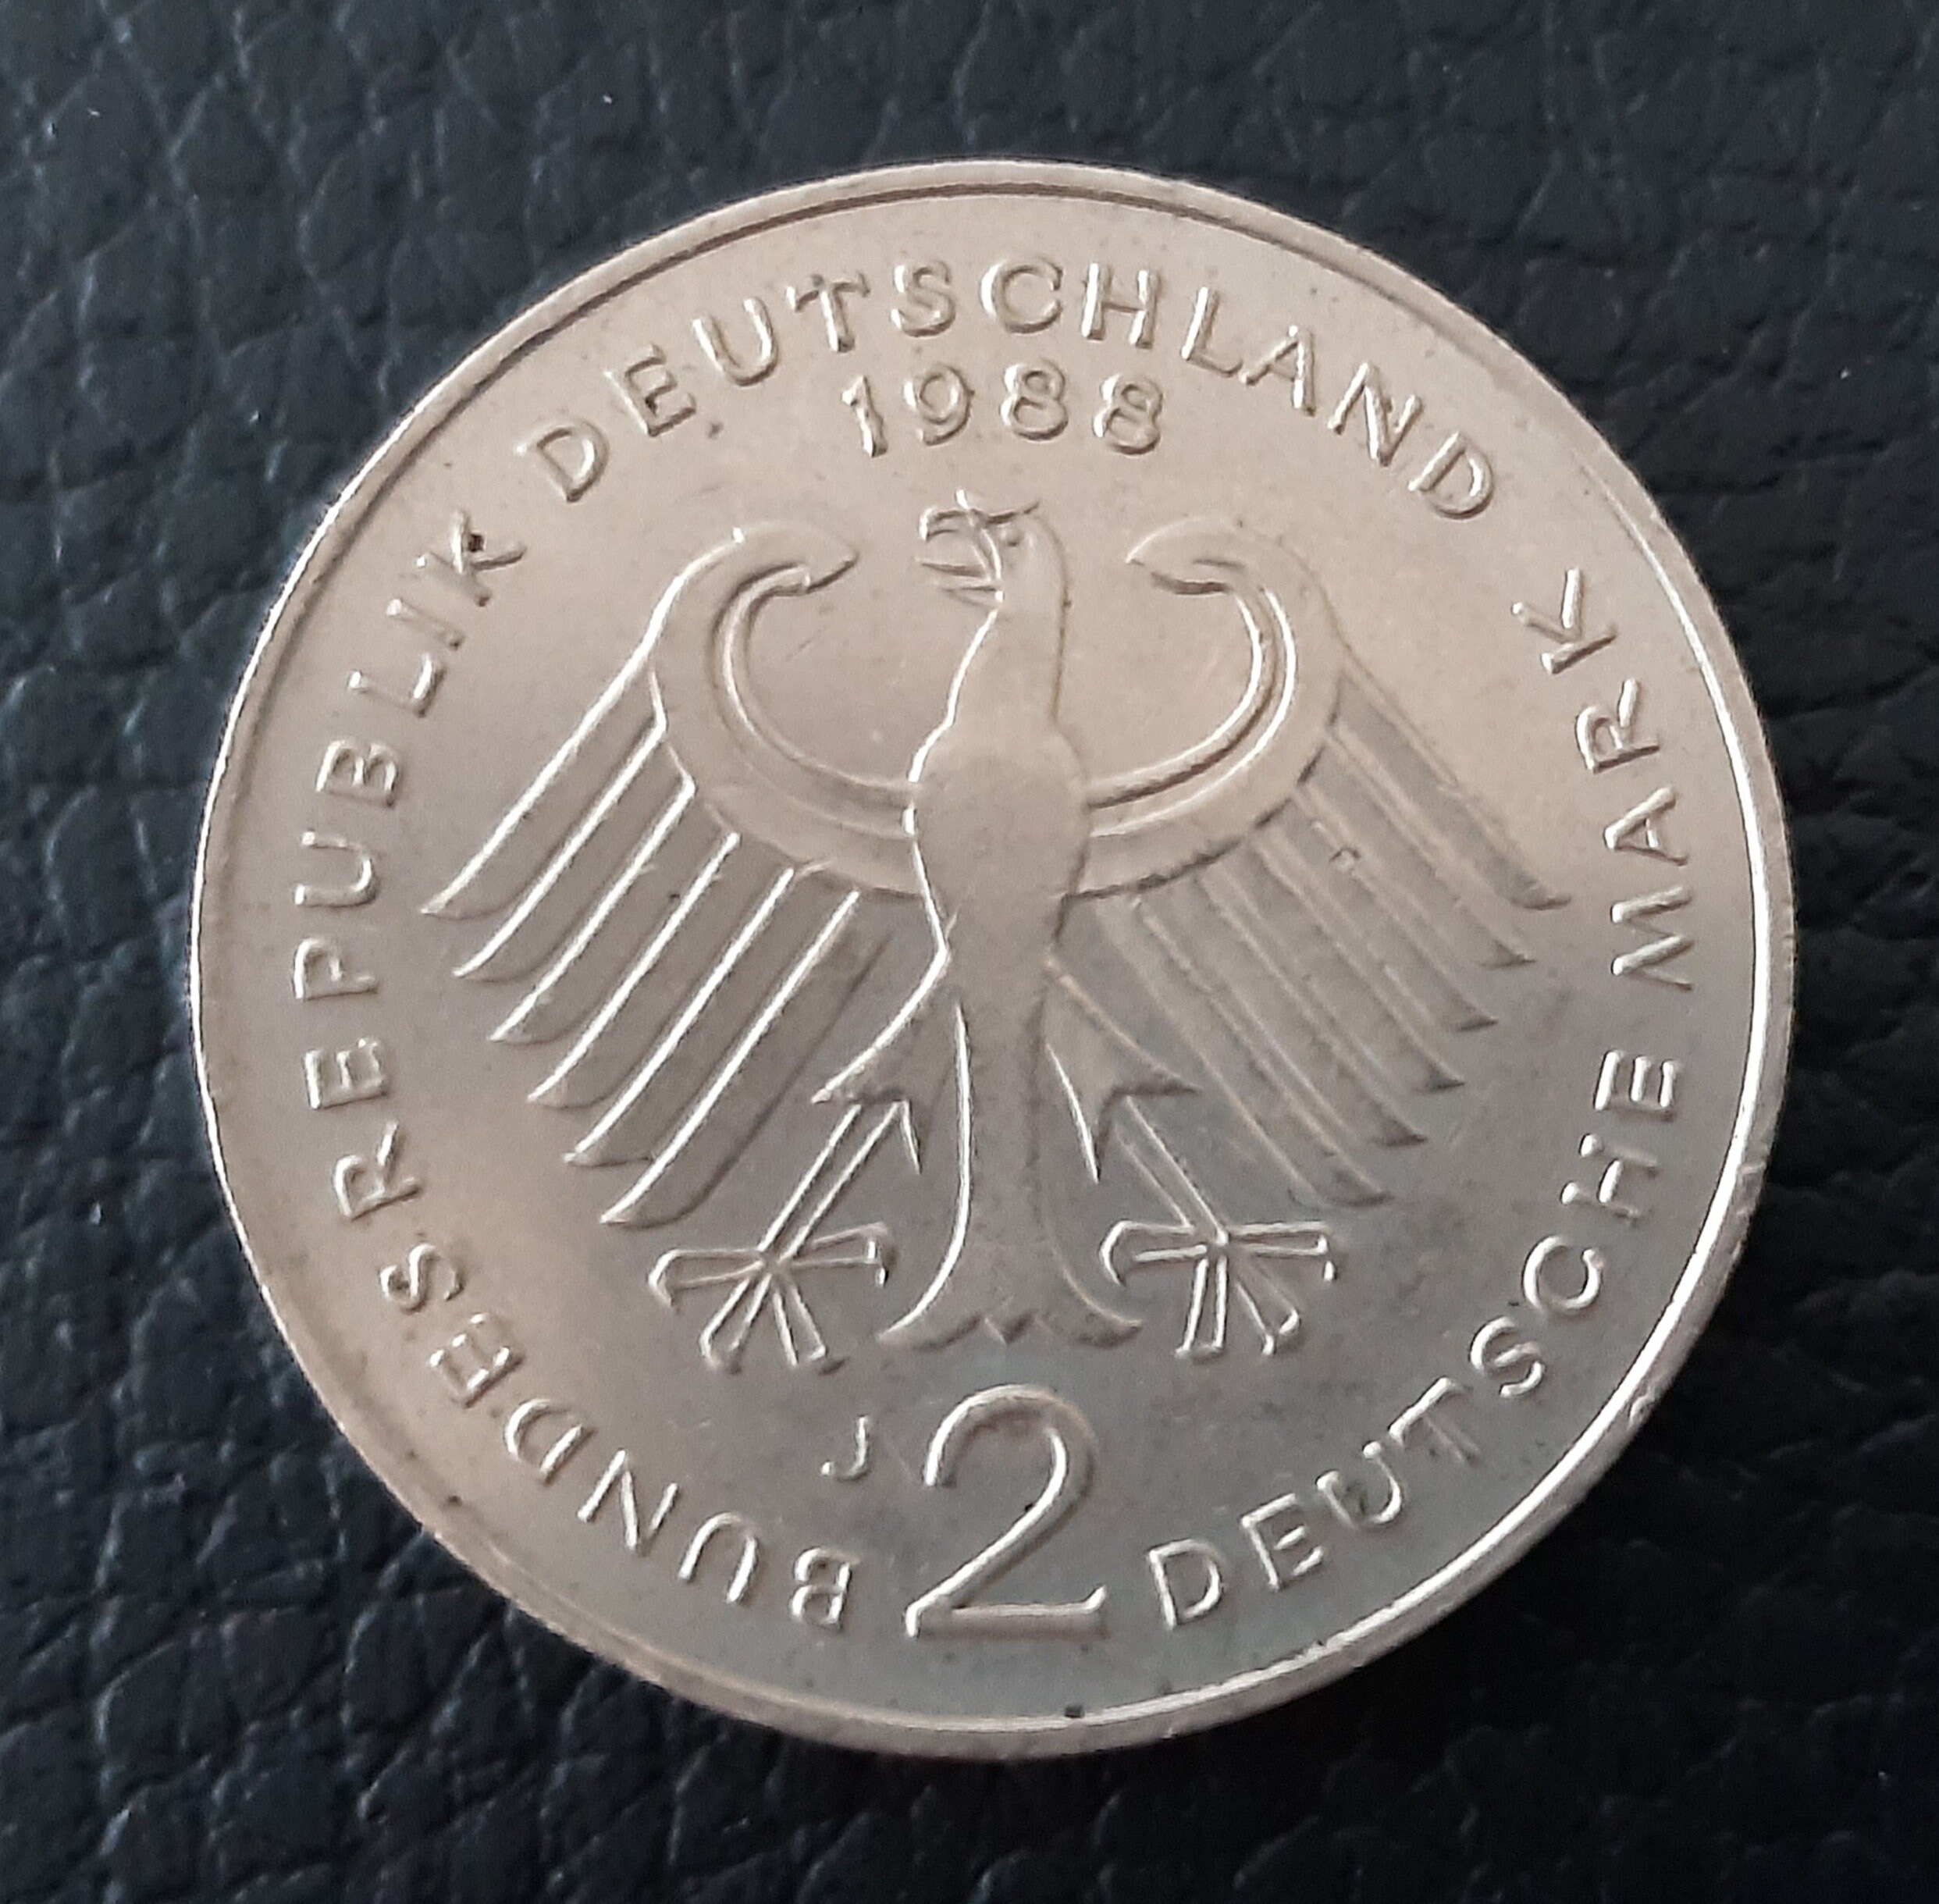 BUNDESREPUBLIK DEUTSCHLAND
1988
J
2 DEUTSCHE MARK